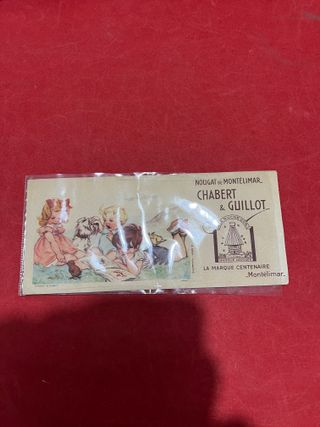 NOUGAT DE MONTÉLIMAR
CHABERT
& GUILLOT
LA MARQUE CENTENAIRE
Montélimar